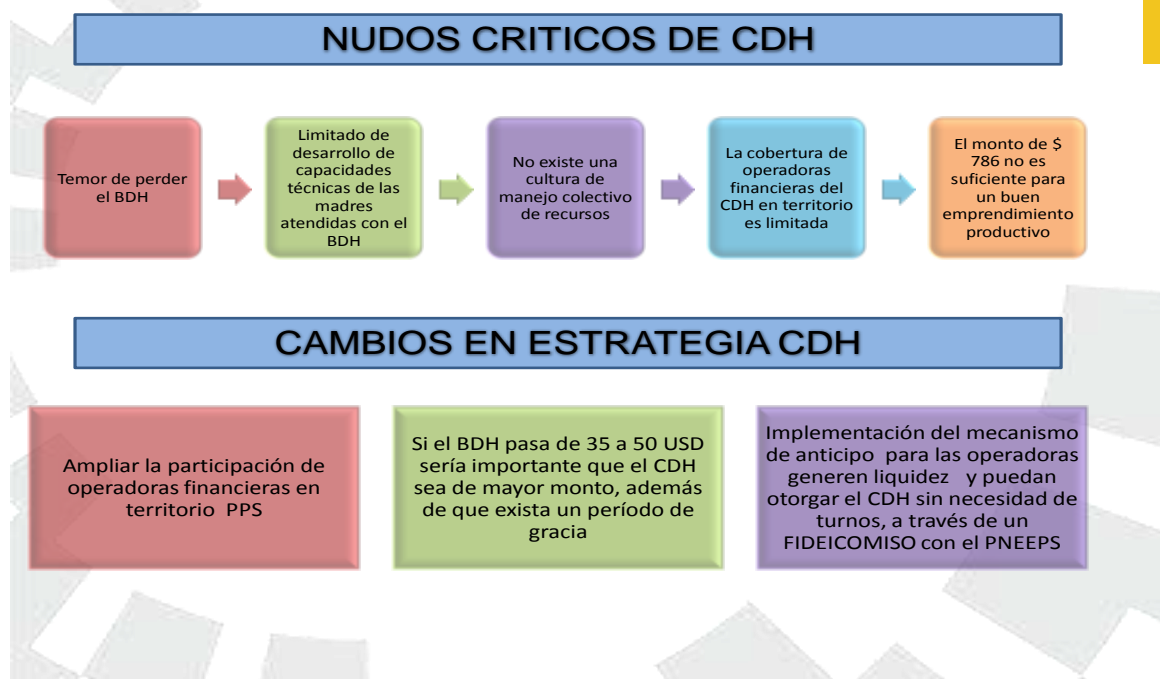 NUDOS CRITICOS DE CDH
Temor de perder
el BDH
Limitado de
desarrollo de
capacidades
técnicas de las
madres
atendidas con el
BDH
No existe una
cultura de
manejo colectivo
de recursos
La cobertura de
operadoras
financieras del
CDH en territorio
es limitada
El monto de $
786 no es
suficiente para
un buen
emprendimiento
productivo
CAMBIOS EN ESTRATEGIA CDH
Ampliar la participación de
operadoras financieras en
territorio PPS
Si el BDH pasa de 35 a 50 USD
sería importante que el CDH
sea de mayor monto, además
de que exista un período de
gracia
Implementación del mecanismo
de anticipo para las operadoras
generen liquidez y puedan
otorgar el CDH sin necesidad de
turnos, a través de un
FIDEICOMISO con el PNEEPS